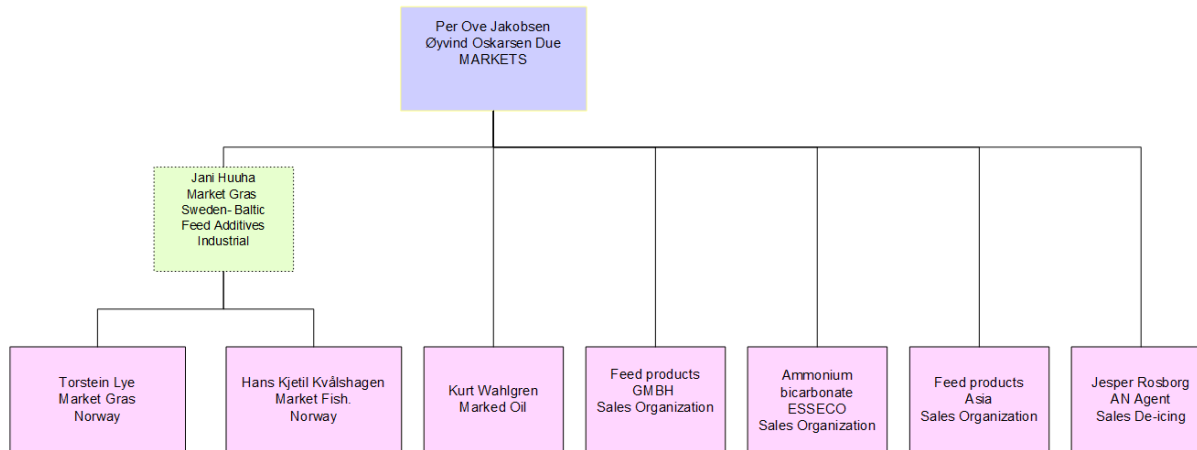 Per Ove Jakobsen
Øyvind Oskarsen Due
MARKETS
Jani Huuha
Market Gras
Sweden- Baltic
Feed Additives
Industrial
Torstein Lye
Market Gras
Norway
Hans Kjetil Kvålshagen
Market Fish.
Norway
Kurt Wahlgren
Marked Oil
Feed products
GMBH
Sales Organization
Ammonium
bicarbonate
ESSECO
Sales Organization
Feed products
Asia
Sales Organization
Jesper Rosborg
AN Agent
Sales De-icing